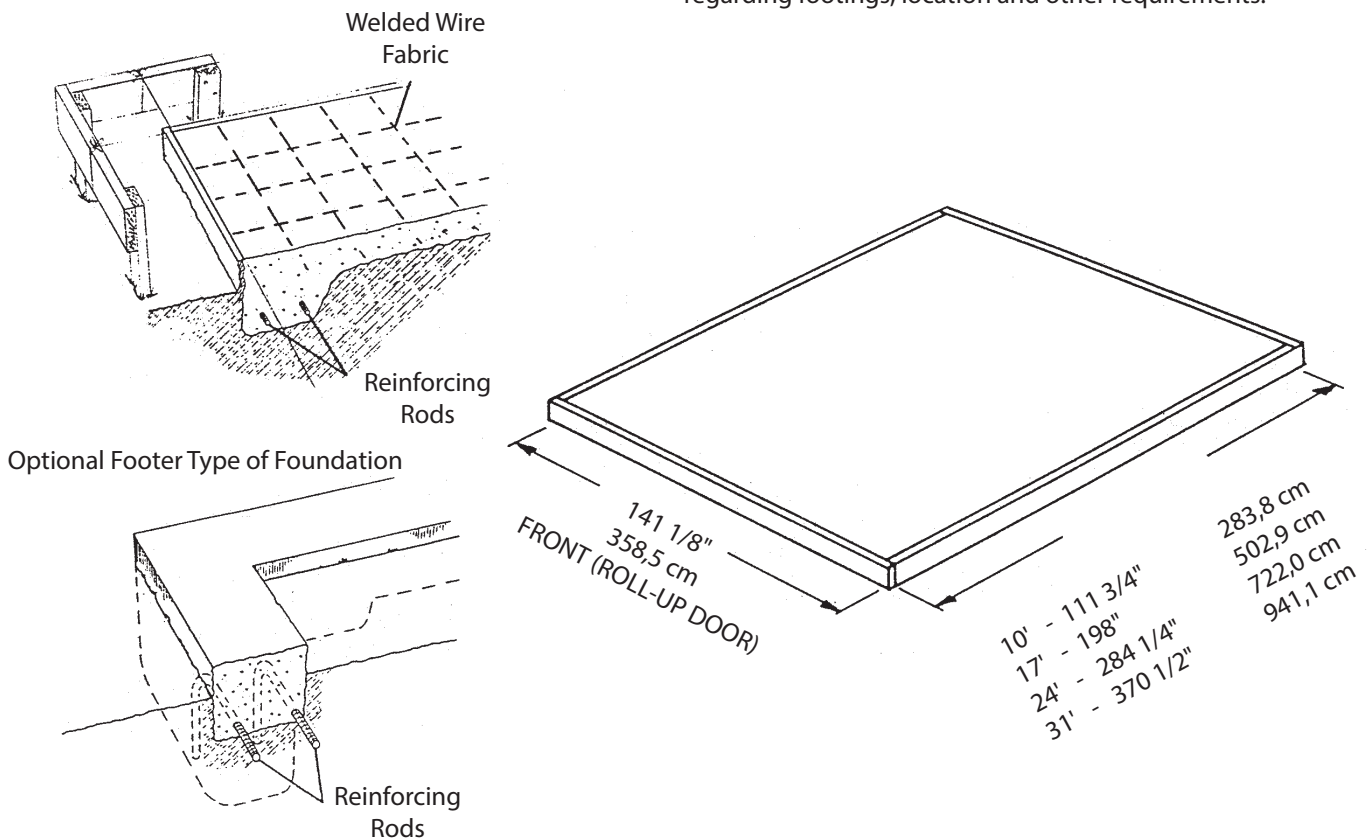 regarding footings, location and other requirements.
Welded Wire
Fabric
Reinforcing
Rods
Optional Footer Type of Foundation
Reinforcing
Rods
141 1/8"
358,5 cm
FRONT (ROLL-UP DOOR)
10' - 111 3/4"
17' - 198"
24' - 284 1/4"
31' - 370 1/2"
283,8 cm
502,9 cm
722,0 cm
941,1 cm